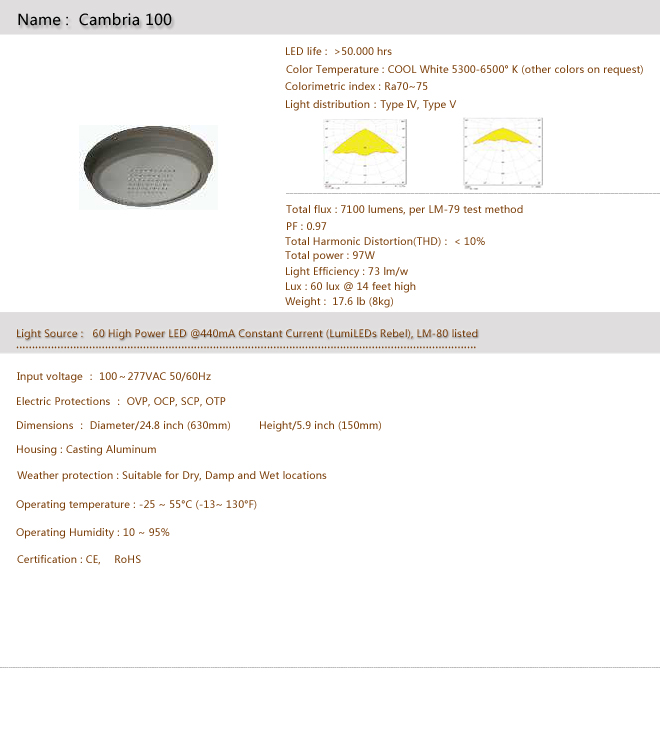 Name : Cambria 100
LED life : >50.000 hrs
Color Temperature : COOL White 5300-6500° K (other colors on request)
Colorimetric index : Ra70~75
Light distribution : Type IV, Type V
Total flux : 7100 lumens, per LM-79 test method
PF : 0.97
Total Harmonic Distortion(THD) : < 10%
Total power : 97W
Light Efficiency : 73 lm/w
Lux : 60 lux @ 14 feet high
Weight : 17.6 lb (8kg)
Light Source : 60 High Power LED @440mA Constant Current (LumiLEDs Rebel), LM-80 listed
Input voltage : 100~277VAC 50/60Hz
Electric Protections : OVP, OCP, SCP, OTP
Dimensions : Diameter/24.8 inch (630mm) Height/5.9 inch (150mm)
Housing : Casting Aluminum
Weather protection : Suitable for Dry, Damp and Wet locations
Operating temperature : -25 ~ 55°C (-13~ 130°F)
Operating Humidity : 10 ~ 95%
Certification : CE, RoHS